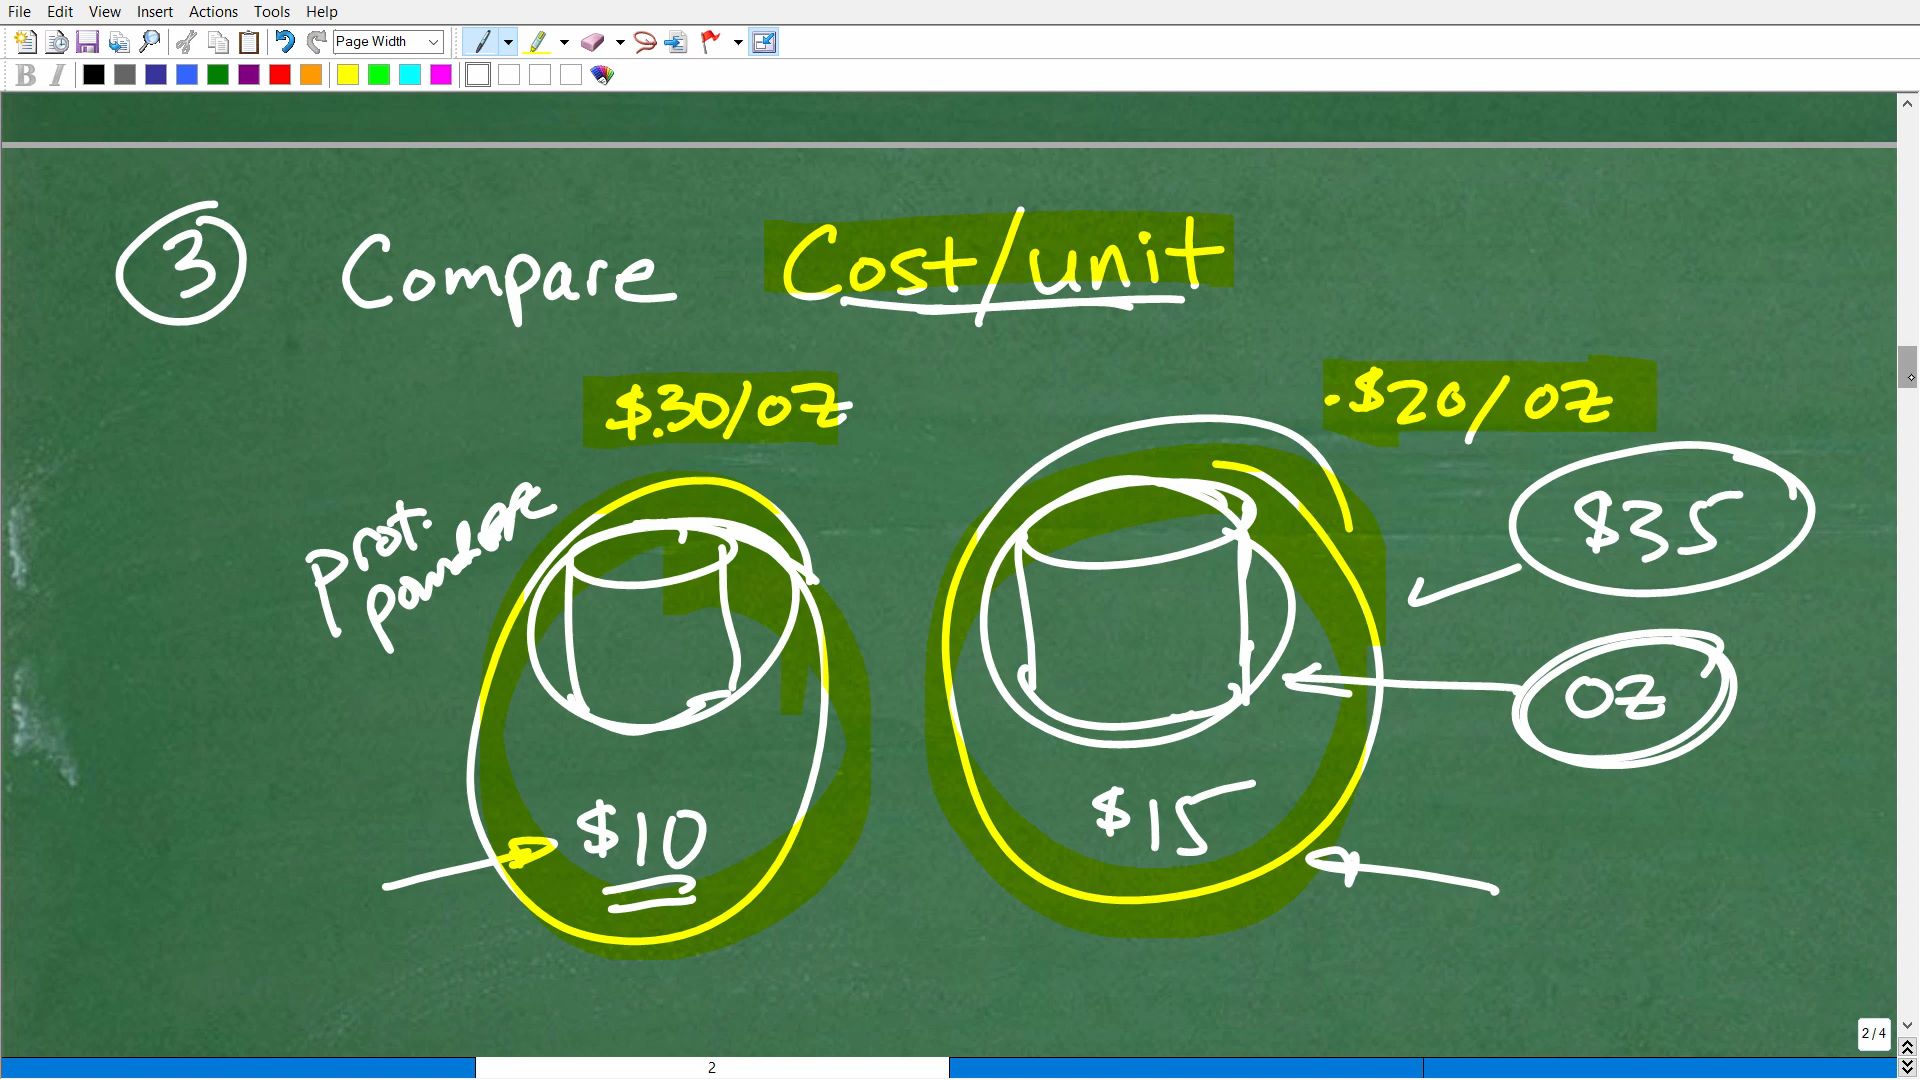 File Edit View Insert Actions Tools Help
Page Width
B I
3 Compare Cost/unit
$.30/oz
.$20/oz
prot.
powder
$35
oz
$10
$15
2/4
2